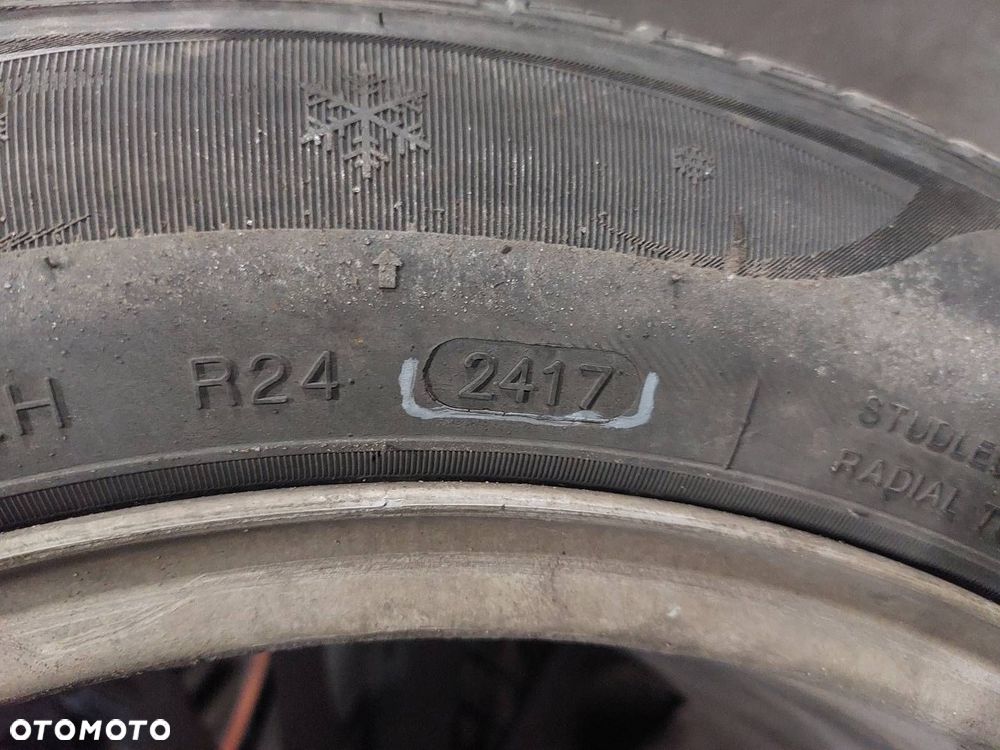 H R24 2417
STUDLE
RADIAL T
OTOMOTO